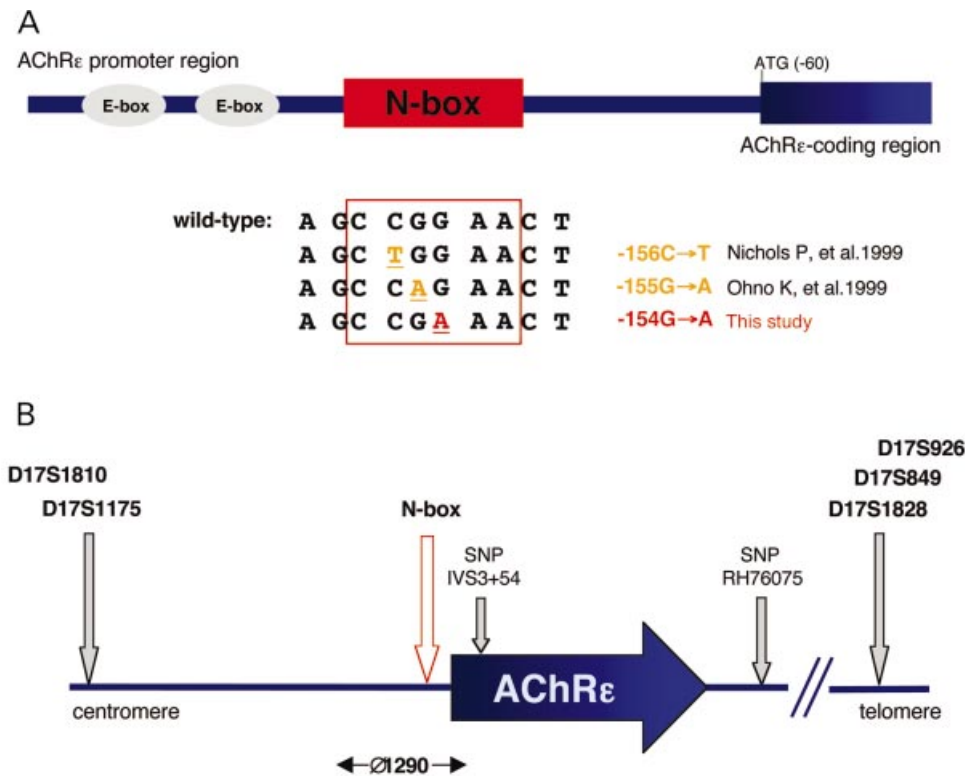 A
AChRε promoter region
ATG (-60)
E-box E-box N-box
AChRε-coding region
wild-type: A G C C G G A A C T
A G C T G G A A C T -156C→T Nichols P, et al.1999
A G C C A G A A C T -155G→A Ohno K, et al.1999
A G C C G A A A C T -154G→A This study
B
D17S926
D17S1810 D17S849
D17S1175 N-box D17S1828
SNP SNP
IVS3+54 RH76075
AChRε
centromere telomere
∅1290